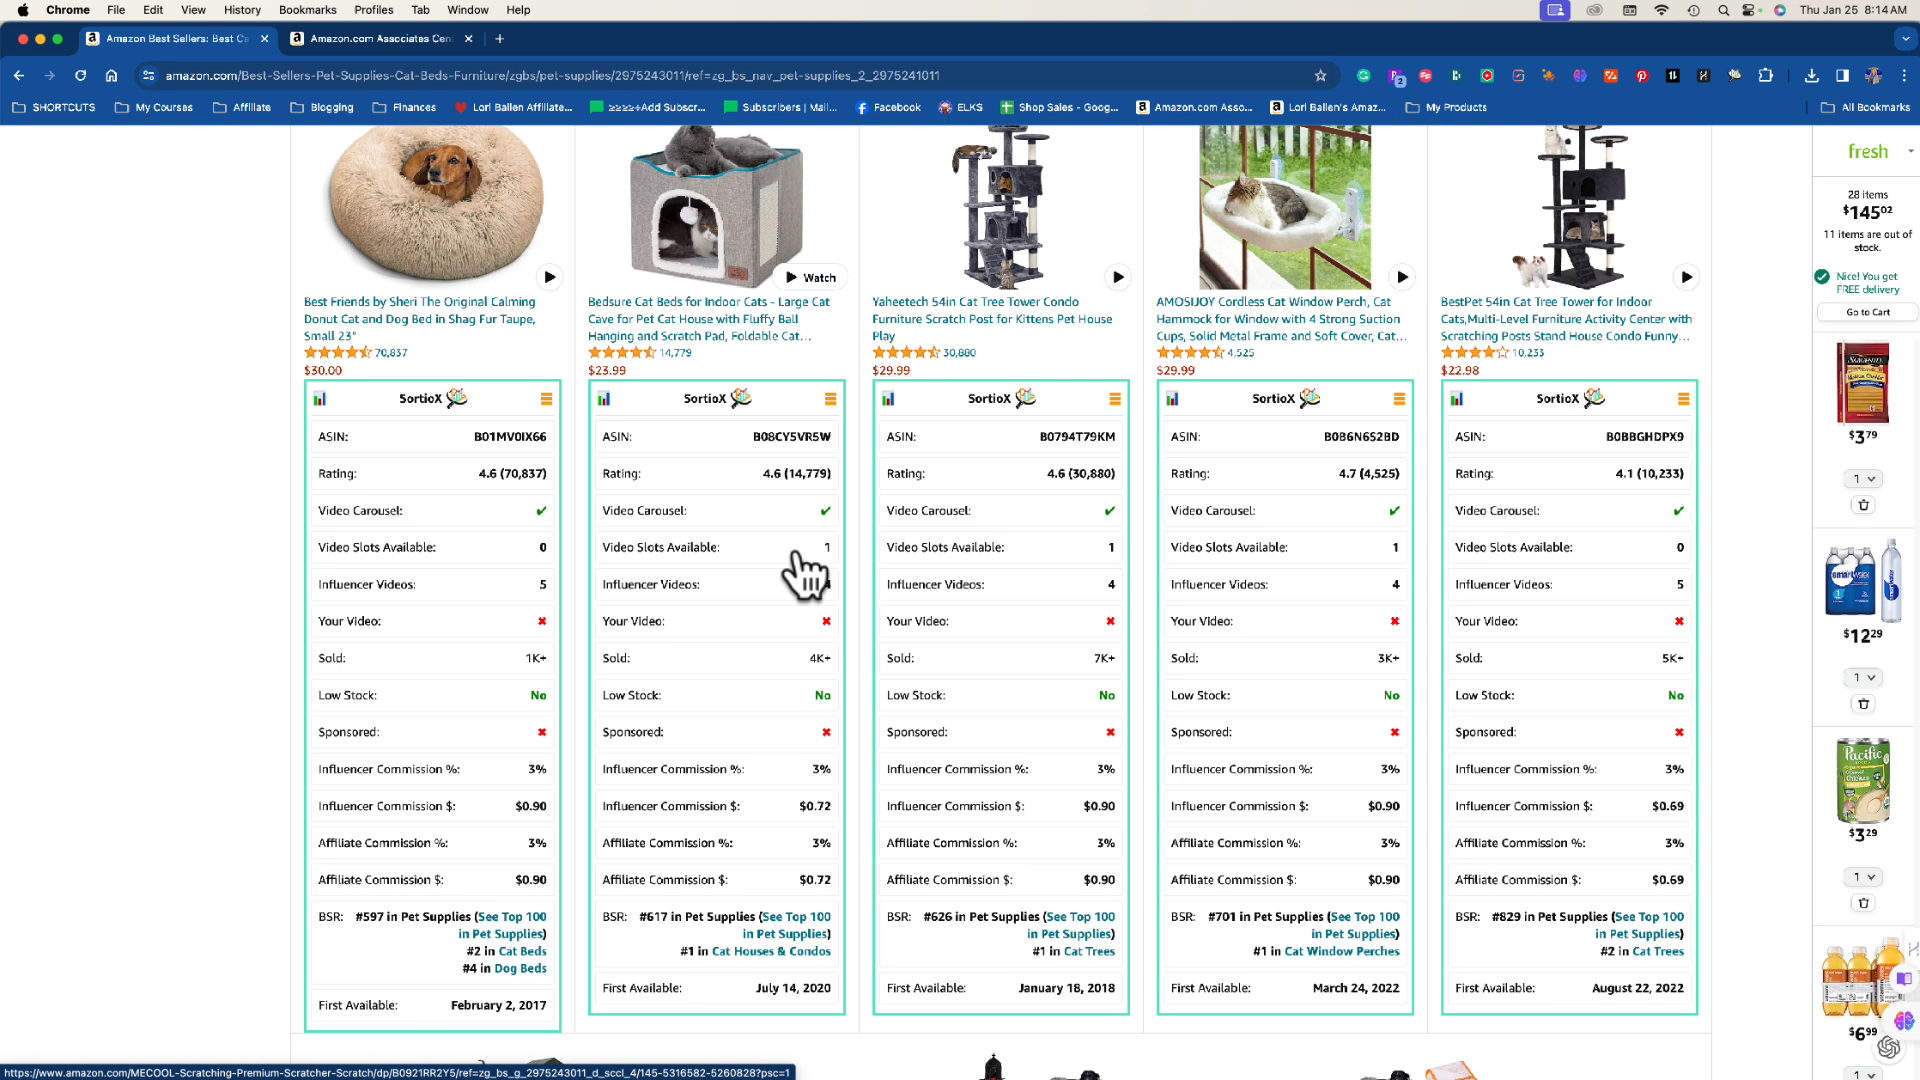 Chrome File Edit View History Bookmarks Profiles Tab Window Help Thu Jan 25 8:14 AM
Amazon Best Sellers: Best Ca Amazon.com Associates Cen
amazon.com/Best-Sellers-Pet-Supplies-Cat-Beds-Furniture/zgbs/pet-supplies/2975243011/ref=zg_bs_nav_pet-supplies_2_2975241011
SHORTCUTS My Courses Affiliate Blogging Finances Lori Ballen Affiliate... ≥≥≥≥+Add Subscr... Subscribers | Mail... Facebook ELKS Shop Sales - Goog... Amazon.com Asso... Lori Ballen's Amaz... My Products All Bookmarks
fresh
28 items
$14502
11 items are out of
stock.
Nice! You get
FREE delivery
Go to Cart
$379
1
$1229
1
$329
1
$699
1
Best Friends by Sheri The Original Calming
Donut Cat and Dog Bed in Shag Fur Taupe,
Small 23"
70,837
$30.00
SortioX
ASIN: B01MV0IX66
Rating: 4.6 (70,837)
Video Carousel: ✔
Video Slots Available: 0
Influencer Videos: 5
Your Video: ✖
Sold: 1K+
Low Stock: No
Sponsored: ✖
Influencer Commission %: 3%
Influencer Commission $: $0.90
Affiliate Commission %: 3%
Affiliate Commission $: $0.90
BSR: #597 in Pet Supplies (See Top 100
in Pet Supplies)
#2 in Cat Beds
#4 in Dog Beds
First Available: February 2, 2017
Watch
Bedsure Cat Beds for Indoor Cats - Large Cat
Cave for Pet Cat House with Fluffy Ball
Hanging and Scratch Pad, Foldable Cat...
14,779
$23.99
SortioX
ASIN: B08CY5VR5W
Rating: 4.6 (14,779)
Video Carousel: ✔
Video Slots Available: 1
Influencer Videos:
Your Video: ✖
Sold: 4K+
Low Stock: No
Sponsored: ✖
Influencer Commission %: 3%
Influencer Commission $: $0.72
Affiliate Commission %: 3%
Affiliate Commission $: $0.72
BSR: #617 in Pet Supplies (See Top 100
in Pet Supplies)
#1 in Cat Houses & Condos
First Available: July 14, 2020
Yaheetech 54in Cat Tree Tower Condo
Furniture Scratch Post for Kittens Pet House
Play
30,880
$29.99
SortioX
ASIN: B0794T79KM
Rating: 4.6 (30,880)
Video Carousel: ✔
Video Slots Available: 1
Influencer Videos: 4
Your Video: ✖
Sold: 7K+
Low Stock: No
Sponsored: ✖
Influencer Commission %: 3%
Influencer Commission $: $0.90
Affiliate Commission %: 3%
Affiliate Commission $: $0.90
BSR: #626 in Pet Supplies (See Top 100
in Pet Supplies)
#1 in Cat Trees
First Available: January 18, 2018
AMOSIJOY Cordless Cat Window Perch, Cat
Hammock for Window with 4 Strong Suction
Cups, Solid Metal Frame and Soft Cover, Cat...
4,525
$29.99
SortioX
ASIN: B0B6N6S2BD
Rating: 4.7 (4,525)
Video Carousel: ✔
Video Slots Available: 1
Influencer Videos: 4
Your Video: ✖
Sold: 3K+
Low Stock: No
Sponsored: ✖
Influencer Commission %: 3%
Influencer Commission $: $0.90
Affiliate Commission %: 3%
Affiliate Commission $: $0.90
BSR: #701 in Pet Supplies (See Top 100
in Pet Supplies)
#1 in Cat Window Perches
First Available: March 24, 2022
BestPet 54in Cat Tree Tower for Indoor
Cats,Multi-Level Furniture Activity Center with
Scratching Posts Stand House Condo Funny...
10,233
$22.98
SortioX
ASIN: B0BBGHDPX9
Rating: 4.1 (10,233)
Video Carousel: ✔
Video Slots Available: 0
Influencer Videos: 5
Your Video: ✖
Sold: 5K+
Low Stock: No
Sponsored: ✖
Influencer Commission %: 3%
Influencer Commission $: $0.69
Affiliate Commission %: 3%
Affiliate Commission $: $0.69
BSR: #829 in Pet Supplies (See Top 100
in Pet Supplies)
#2 in Cat Trees
First Available: August 22, 2022
https://www.amazon.com/MECOOL-Scratching-Premium-Scratcher-Scratch/dp/B0921RR2Y5/ref=zg_bs_g_2975243011_d_sccl_4/145-5316582-5260828?psc=1